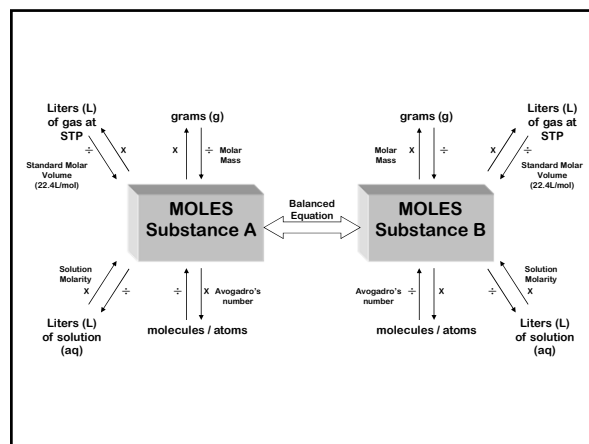 Liters (L)
of gas at
STP
÷
x
Standard Molar
Volume
(22.4L/mol)
grams (g)
x
÷
Molar
Mass
MOLES
Substance A
Solution
Molarity
x
÷
Liters (L)
of solution
(aq)
÷
x
Avogadro's
number
molecules / atoms
Balanced
Equation
grams (g)
Molar
Mass
x
÷
Liters (L)
of gas at
STP
x
÷
Standard Molar
Volume
(22.4L/mol)
MOLES
Substance B
Avogadro's
number
÷
x
molecules / atoms
Solution
Molarity
÷
x
Liters (L)
of solution
(aq)